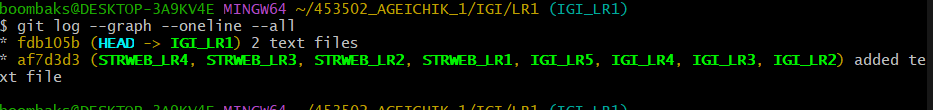 boombaks@DESKTOP-3A9KV4E MINGW64 ~/453502_AGEICHIK_1/IGI/LR1 (IGI_LR1)
$ git log --graph --oneline --all
* fdb105b (HEAD -> IGI_LR1) 2 text files
* af7d3d3 (STRWEB_LR4, STRWEB_LR3, STRWEB_LR2, STRWEB_LR1, IGI_LR5, IGI_LR4, IGI_LR3, IGI_LR2) added te
xt file
boombaks@DESKTOP-3A9KV4E MINGW64 ~/453502_AGEICHIK_1/IGI/LR1 (IGI_LR1)